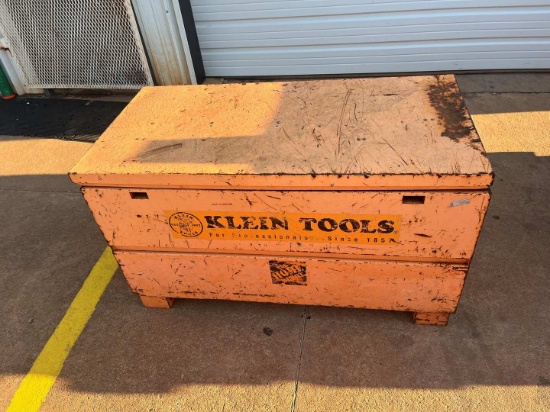 KLEIN TOOLS
For Professionals...Since 1857